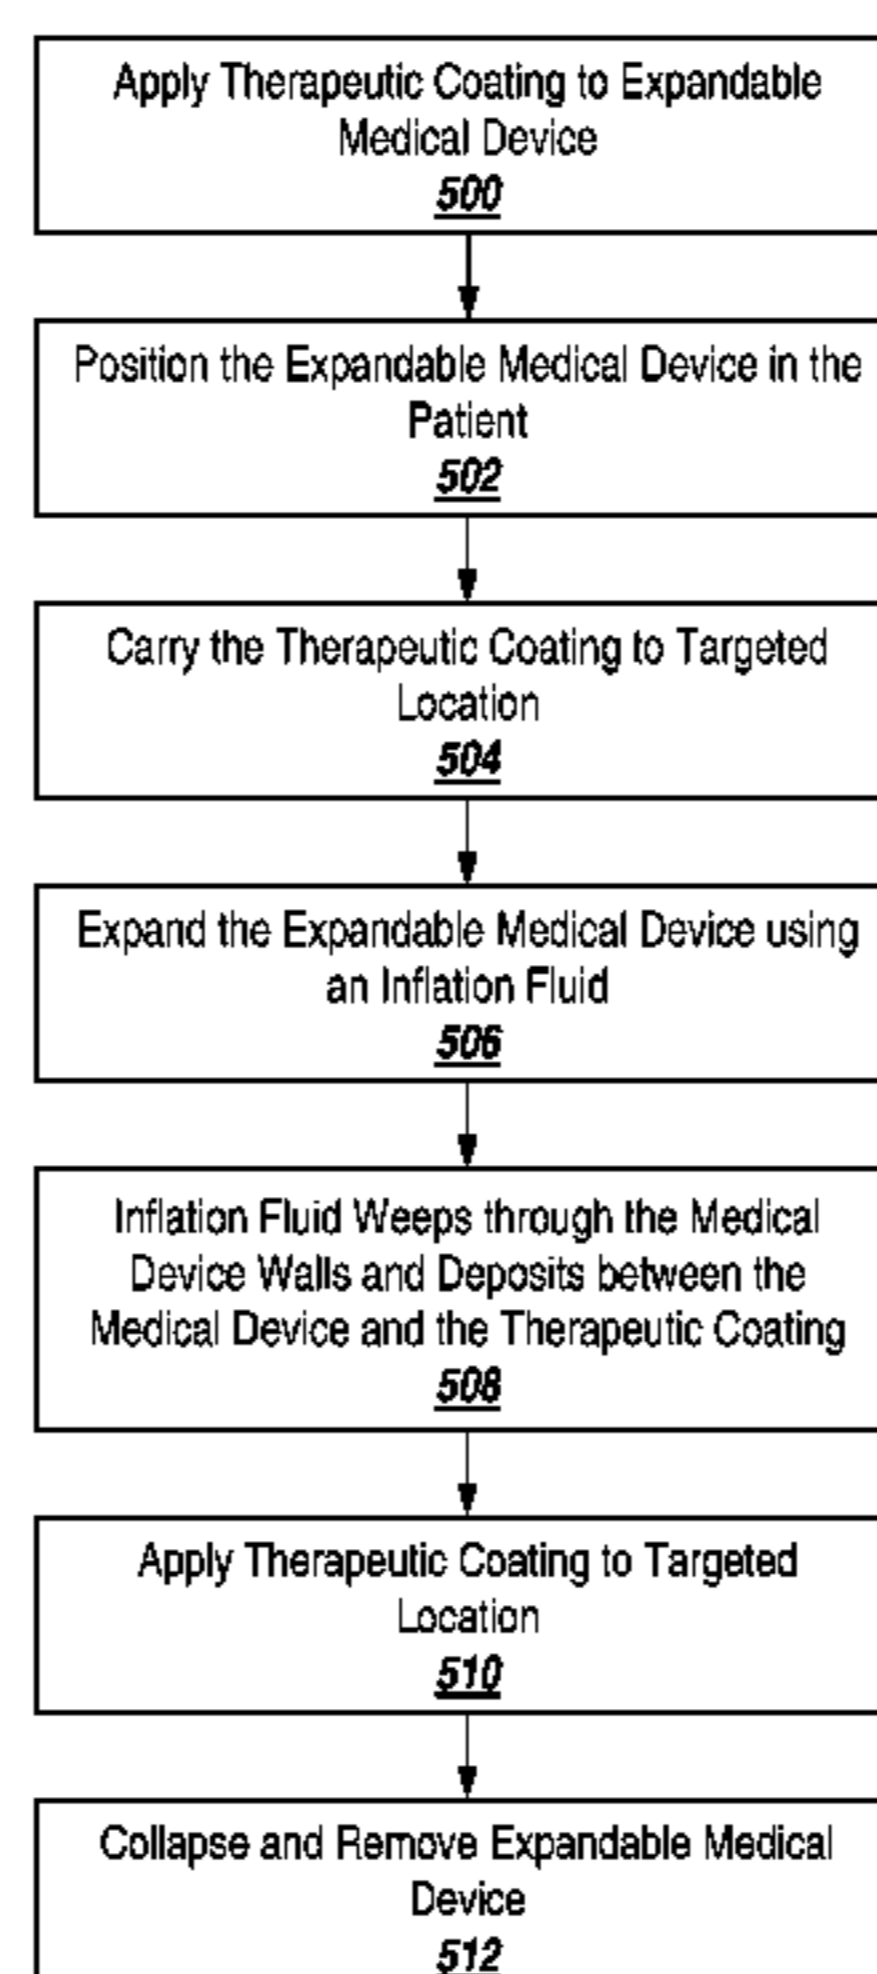 Apply Therapeutic Coating to Expandable
Medical Device
500
Position the Expandable Medical Device in the
Patient
502
Carry the Therapeutic Coating to Targeted
Location
504
Expand the Expandable Medical Device using
an Inflation Fluid
506
Inflation Fluid Weeps through the Medical
Device Walls and Deposits between the
Medical Device and the Therapeutic Coating
508
Apply Therapeutic Coating to Targeted
Location
510
Collapse and Remove Expandable Medical
Device
512